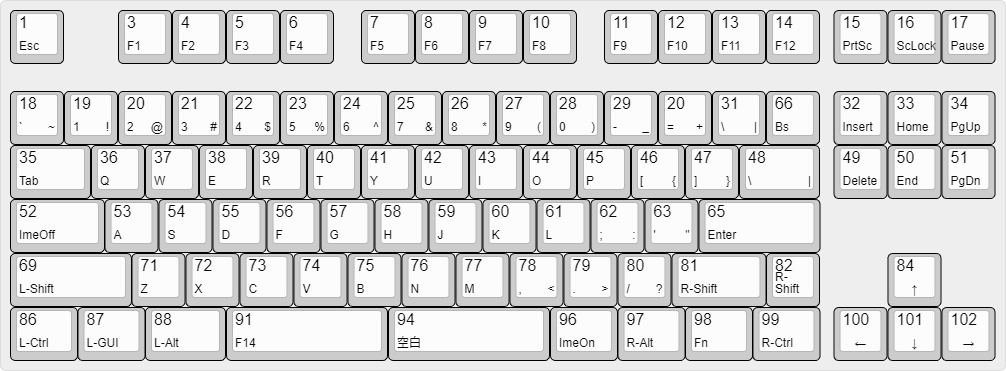 1 3 4 5 6 7 8 9 10 11 12 13 14 15 16 17
Esc F1 F2 F3 F4 F5 F6 F7 F8 F9 F10 F11 F12 PrtSc ScLock Pause
18 19 20 21 22 23 24 25 26 27 28 29 20 31 66 32 33 34
` ~ 1 ! 2 @ 3 # 4 $ 5 % 6 ^ 7 & 8 * 9 ( 0 ) - _ = + \ | Bs Insert Home PgUp
35 36 37 38 39 40 41 42 43 44 45 46 47 48 49 50 51
Tab Q W E R T Y U I O P [ { ] } \ | Delete End PgDn
52 53 54 55 56 57 58 59 60 61 62 63 65
ImeOff A S D F G H J K L ; : ' " Enter
69 71 72 73 74 75 76 77 78 79 80 81 82 84
L-Shift Z X C V B N M , < . > / ? R-Shift R-Shift ↑
86 87 88 91 94 96 97 98 99 100 101 102
L-Ctrl L-GUI L-Alt F14 空白 ImeOn R-Alt Fn R-Ctrl ← ↓ →